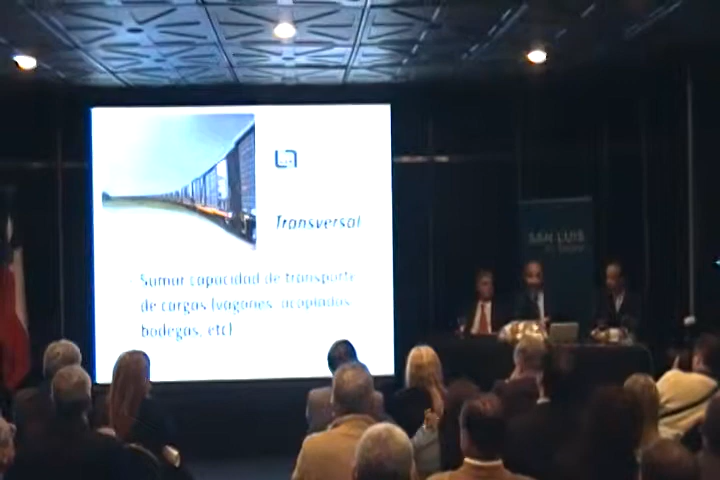 Transversal
- Sumar capacidad de transporte
de cargas (vagones, acoplados
bodegas, etc)
SAN LUIS